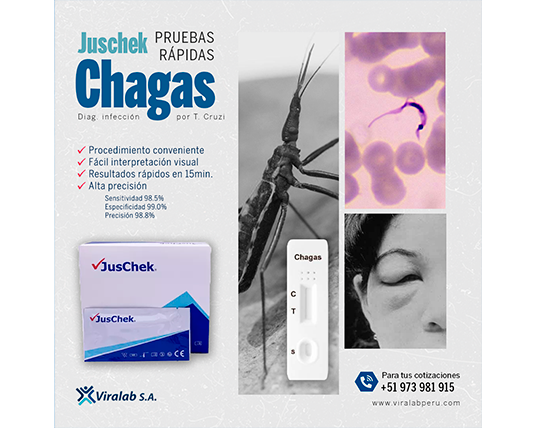 Juschek PRUEBAS
RÁPIDAS
Chagas
Diag. infección por T. Cruzi
Procedimiento conveniente
Fácil interpretación visual
Resultados rápidos en 15min.
Alta precisión
Sensitividad 98.5%
Especificidad 99.0%
Precisión 98.8%
JusChek®
JusChek®
Viralab S.A.
Chagas
C
T
S
Para tus cotizaciones
+51 973 981 915
www.viralabperu.com